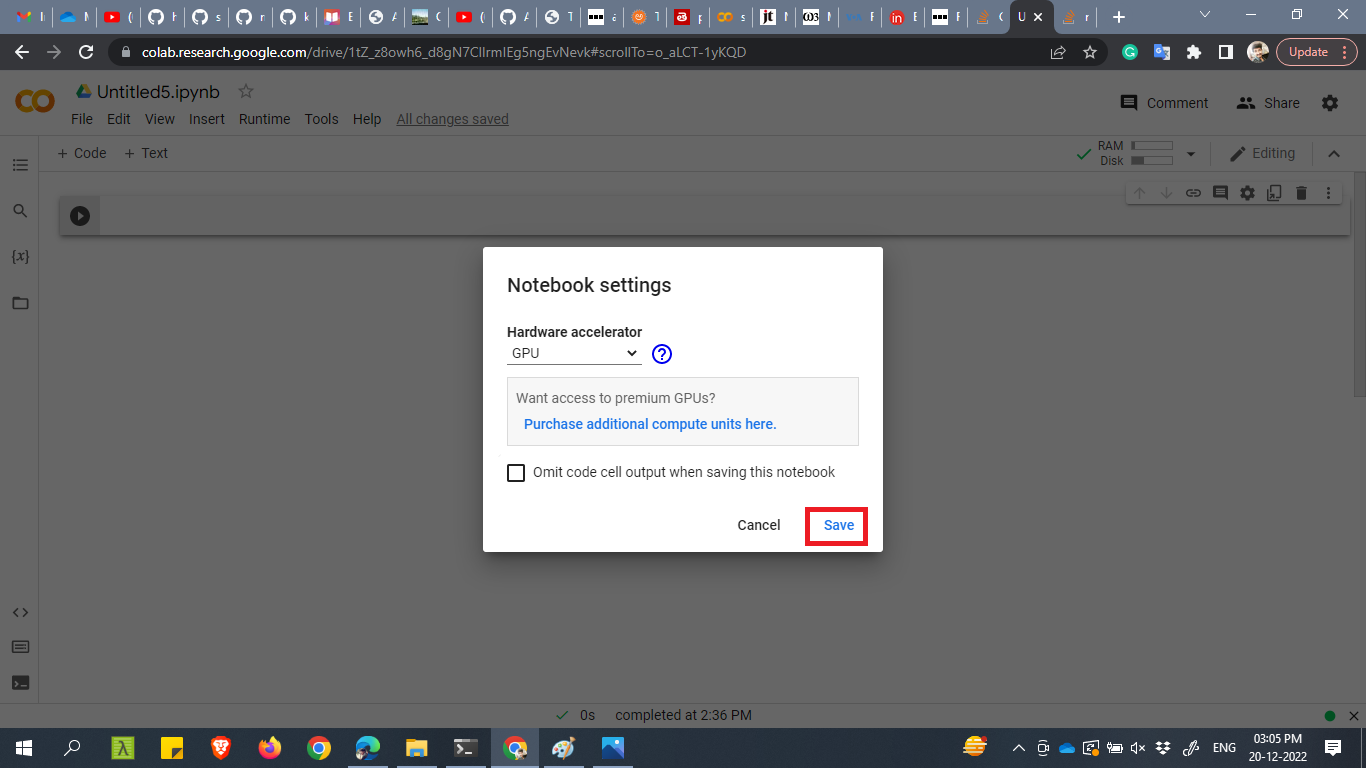 colab.research.google.com/drive/1tZ_z8owh6_d8gN7CllrmIEg5ngEvNevk#scrollTo=o_aLCT-1yKQD
Update
Untitled5.ipynb
File Edit View Insert Runtime Tools Help All changes saved
Comment
Share
+ Code + Text
RAM
Disk
Editing
{x}
Notebook settings
Hardware accelerator
GPU
Want access to premium GPUs?
Purchase additional compute units here.
Omit code cell output when saving this notebook
Cancel
Save
0s completed at 2:36 PM
ENG
03:05 PM
20-12-2022